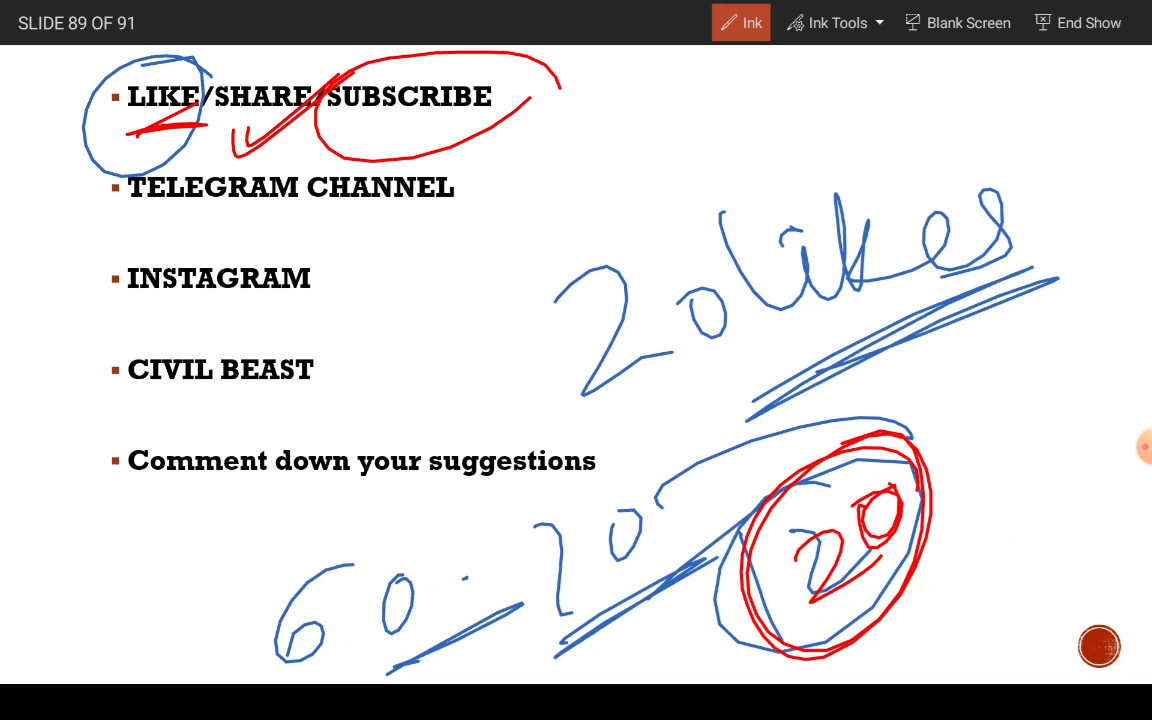 SLIDE 89 OF 91
Ink
Ink Tools
Blank Screen
End Show
LIKE/SHARE/SUBSCRIBE
TELEGRAM CHANNEL
INSTAGRAM
CIVIL BEAST
Comment down your suggestions
20 likes
60 - 70
20